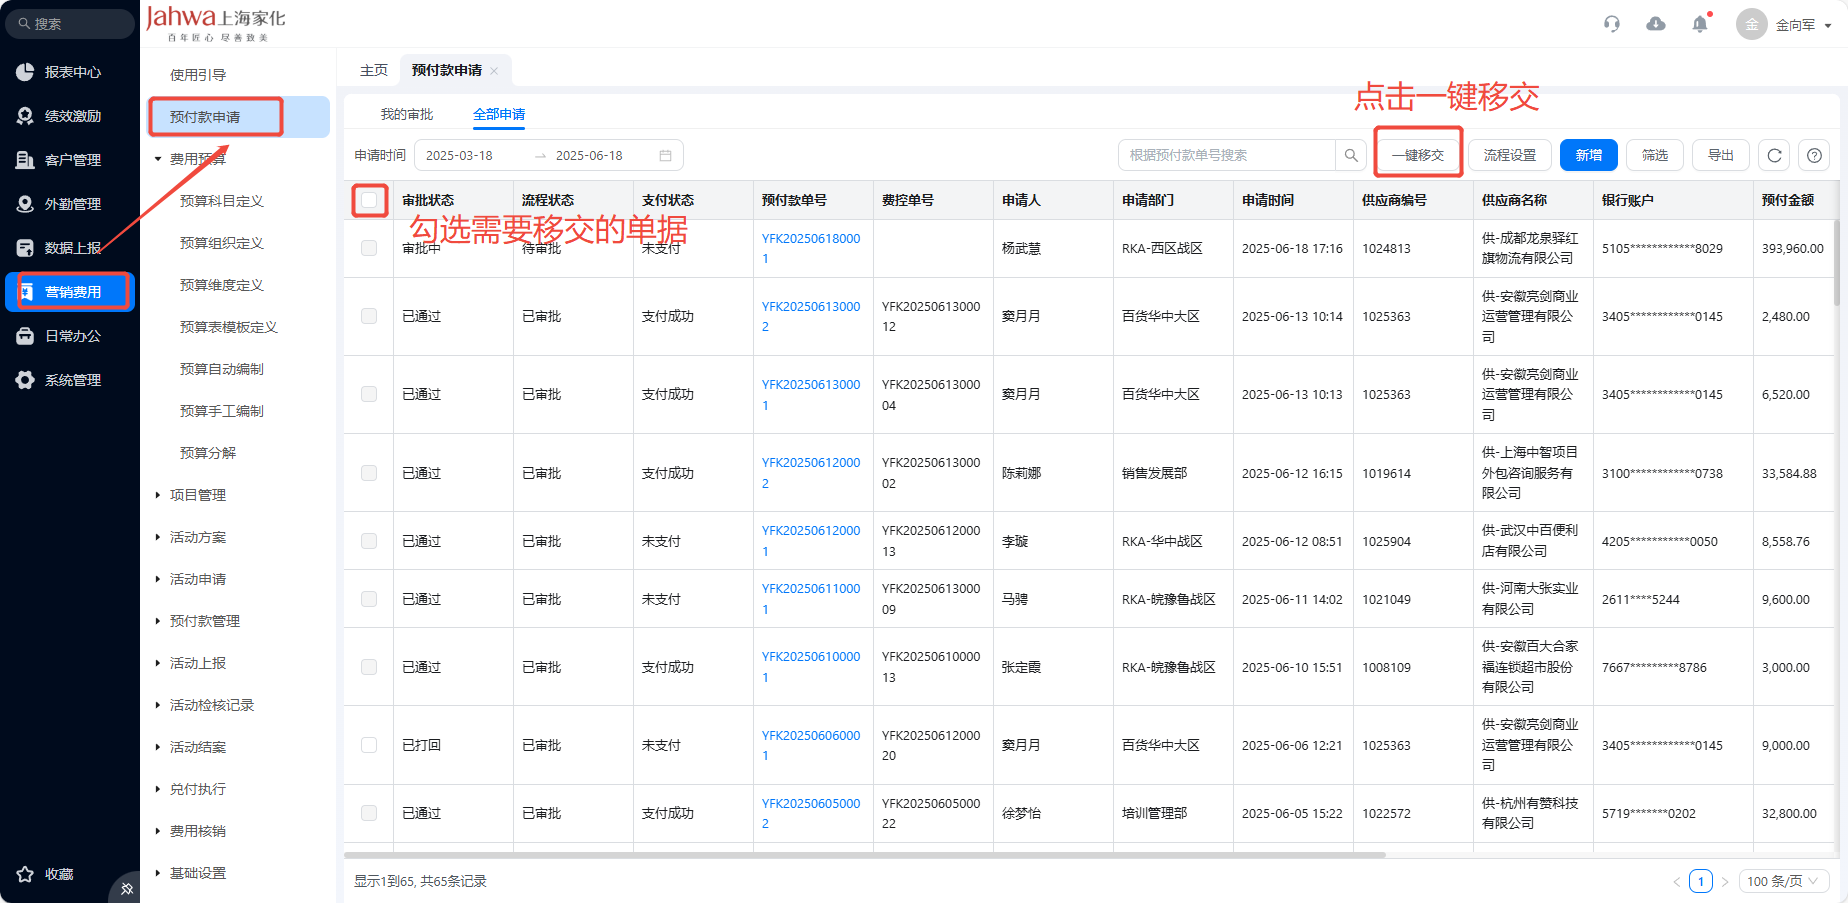 搜索
报表中心
绩效激励
客户管理
外勤管理
数据上报
营销费用
日常办公
系统管理
收藏
Jahwa上海家化
百年匠心 尽善致美
金 金向军
使用引导
预付款申请
费用预算
预算科目定义
预算组织定义
预算维度定义
预算表模板定义
预算自动编制
预算手工编制
预算分解
项目管理
活动方案
活动申请
预付款管理
活动上报
活动检核记录
活动结案
兑付执行
费用核销
基础设置
主页 预付款申请
我的审批 全部申请
点击一键移交
申请时间 2025-03-18 → 2025-06-18 根据预付款单号搜索 一键移交 流程设置 新增 筛选 导出
审批状态 流程状态 支付状态 预付款单号 费控单号 申请人 申请部门 申请时间 供应商编号 供应商名称 银行账户 预付金额
勾选需要移交的单据
审批中 待审批 未支付 YFK202506180001 杨武慧 RKA-西区战区 2025-06-18 17:16 1024813 供-成都龙泉驿红旗物流有限公司 5105************8029 393,960.00
已通过 已审批 支付成功 YFK202506130002 YFK2025061300012 窦月月 百货华中大区 2025-06-13 10:14 1025363 供-安徽亮剑商业运营管理有限公司 3405************0145 2,480.00
已通过 已审批 支付成功 YFK202506130001 YFK2025061300004 窦月月 百货华中大区 2025-06-13 10:13 1025363 供-安徽亮剑商业运营管理有限公司 3405************0145 6,520.00
已通过 已审批 支付成功 YFK202506120002 YFK2025061300002 陈莉娜 销售发展部 2025-06-12 16:15 1019614 供-上海中智项目外包咨询服务有限公司 3100************0738 33,584.88
已通过 已审批 未支付 YFK202506120001 YFK2025061200013 李璇 RKA-华中战区 2025-06-12 08:51 1025904 供-武汉中百便利店有限公司 4205***********0050 8,558.76
已通过 已审批 未支付 YFK202506110001 YFK2025061300009 马骋 RKA-皖豫鲁战区 2025-06-11 14:02 1021049 供-河南大张实业有限公司 2611****5244 9,600.00
已通过 已审批 支付成功 YFK202506100001 YFK2025061000013 张定霞 RKA-皖豫鲁战区 2025-06-10 15:51 1008109 供-安徽百大合家福连锁超市股份有限公司 7667*********8786 3,000.00
已打回 已审批 未支付 YFK202506060001 YFK2025061200020 窦月月 百货华中大区 2025-06-06 12:21 1025363 供-安徽亮剑商业运营管理有限公司 3405************0145 9,000.00
已通过 已审批 支付成功 YFK202506050002 YFK2025060500022 徐梦怡 培训管理部 2025-06-05 15:22 1022572 供-杭州有赞科技有限公司 5719*******0202 32,800.00
显示1到65, 共65条记录 1 100 条/页